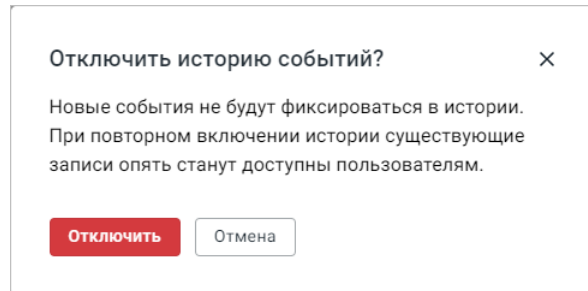 Отключить историю событий?
Новые события не будут фиксироваться в истории.
При повторном включении истории существующие
записи опять станут доступны пользователям.
Отключить
Отмена